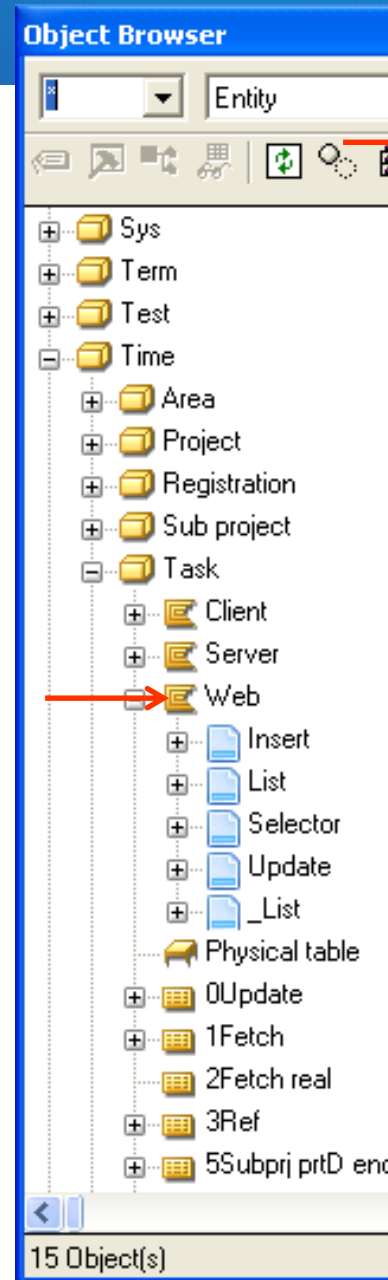 Object Browser
*
Entity
Sys
Term
Test
Time
Area
Project
Registration
Sub project
Task
Client
Server
Web
Insert
List
Selector
Update
_List
Physical table
0Update
1Fetch
2Fetch real
3Ref
5Subprj prtD end
15 Object(s)